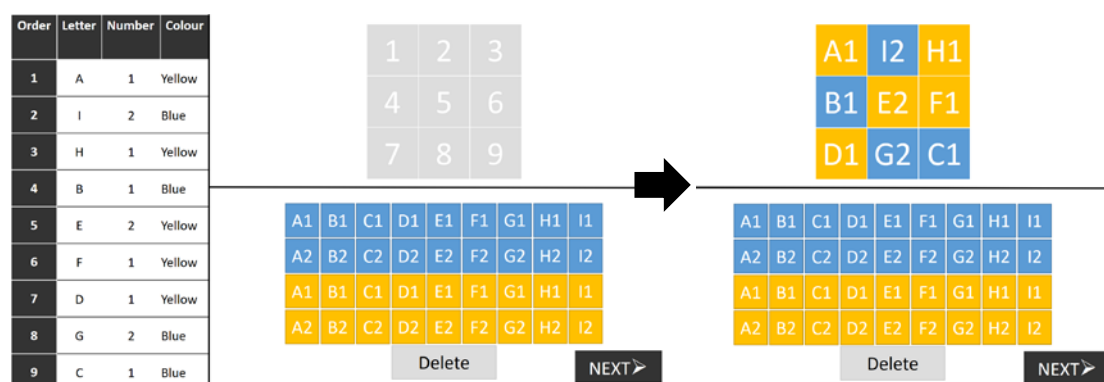 Order Letter Number Colour
1 A 1 Yellow
2 I 2 Blue
3 H 1 Yellow
4 B 1 Blue
5 E 2 Yellow
6 F 1 Yellow
7 D 1 Yellow
8 G 2 Blue
9 C 1 Blue
1 2 3
4 5 6
7 8 9
A1 B1 C1 D1 E1 F1 G1 H1 I1
A2 B2 C2 D2 E2 F2 G2 H2 I2
A1 B1 C1 D1 E1 F1 G1 H1 I1
A2 B2 C2 D2 E2 F2 G2 H2 I2
Delete
NEXT➢
A1 I2 H1
B1 E2 F1
D1 G2 C1
A1 B1 C1 D1 E1 F1 G1 H1 I1
A2 B2 C2 D2 E2 F2 G2 H2 I2
A1 B1 C1 D1 E1 F1 G1 H1 I1
A2 B2 C2 D2 E2 F2 G2 H2 I2
Delete
NEXT➢